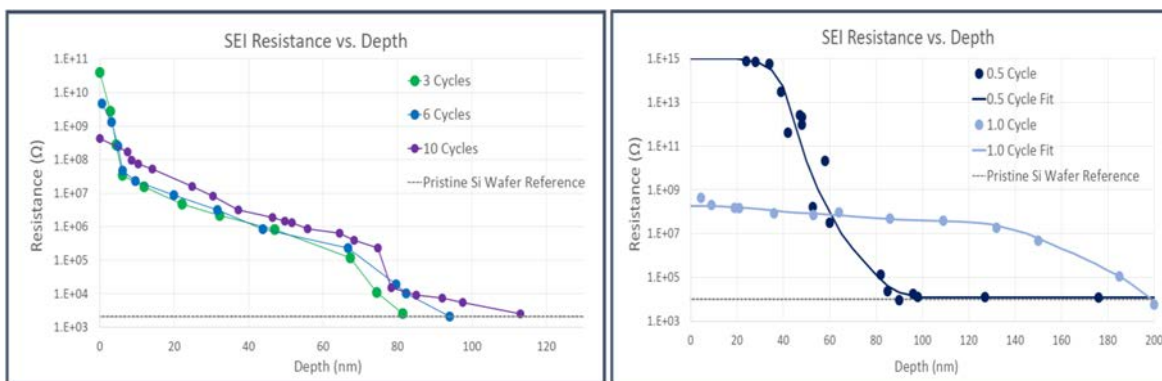 SEI Resistance vs. Depth
1.E+11
1.E+10
1.E+09
1.E+08
1.E+07
1.E+06
1.E+05
1.E+04
1.E+03
Resistance (Ω)
3 Cycles
6 Cycles
10 Cycles
Pristine Si Wafer Reference
0 20 40 60 80 100 120
Depth (nm)
SEI Resistance vs. Depth
1.E+15
1.E+13
1.E+11
1.E+09
1.E+07
1.E+05
1.E+03
Resistance (Ω)
0.5 Cycle
0.5 Cycle Fit
1.0 Cycle
1.0 Cycle Fit
Pristine Si Wafer Reference
0 20 40 60 80 100 120 140 160 180 200
Depth (nm)